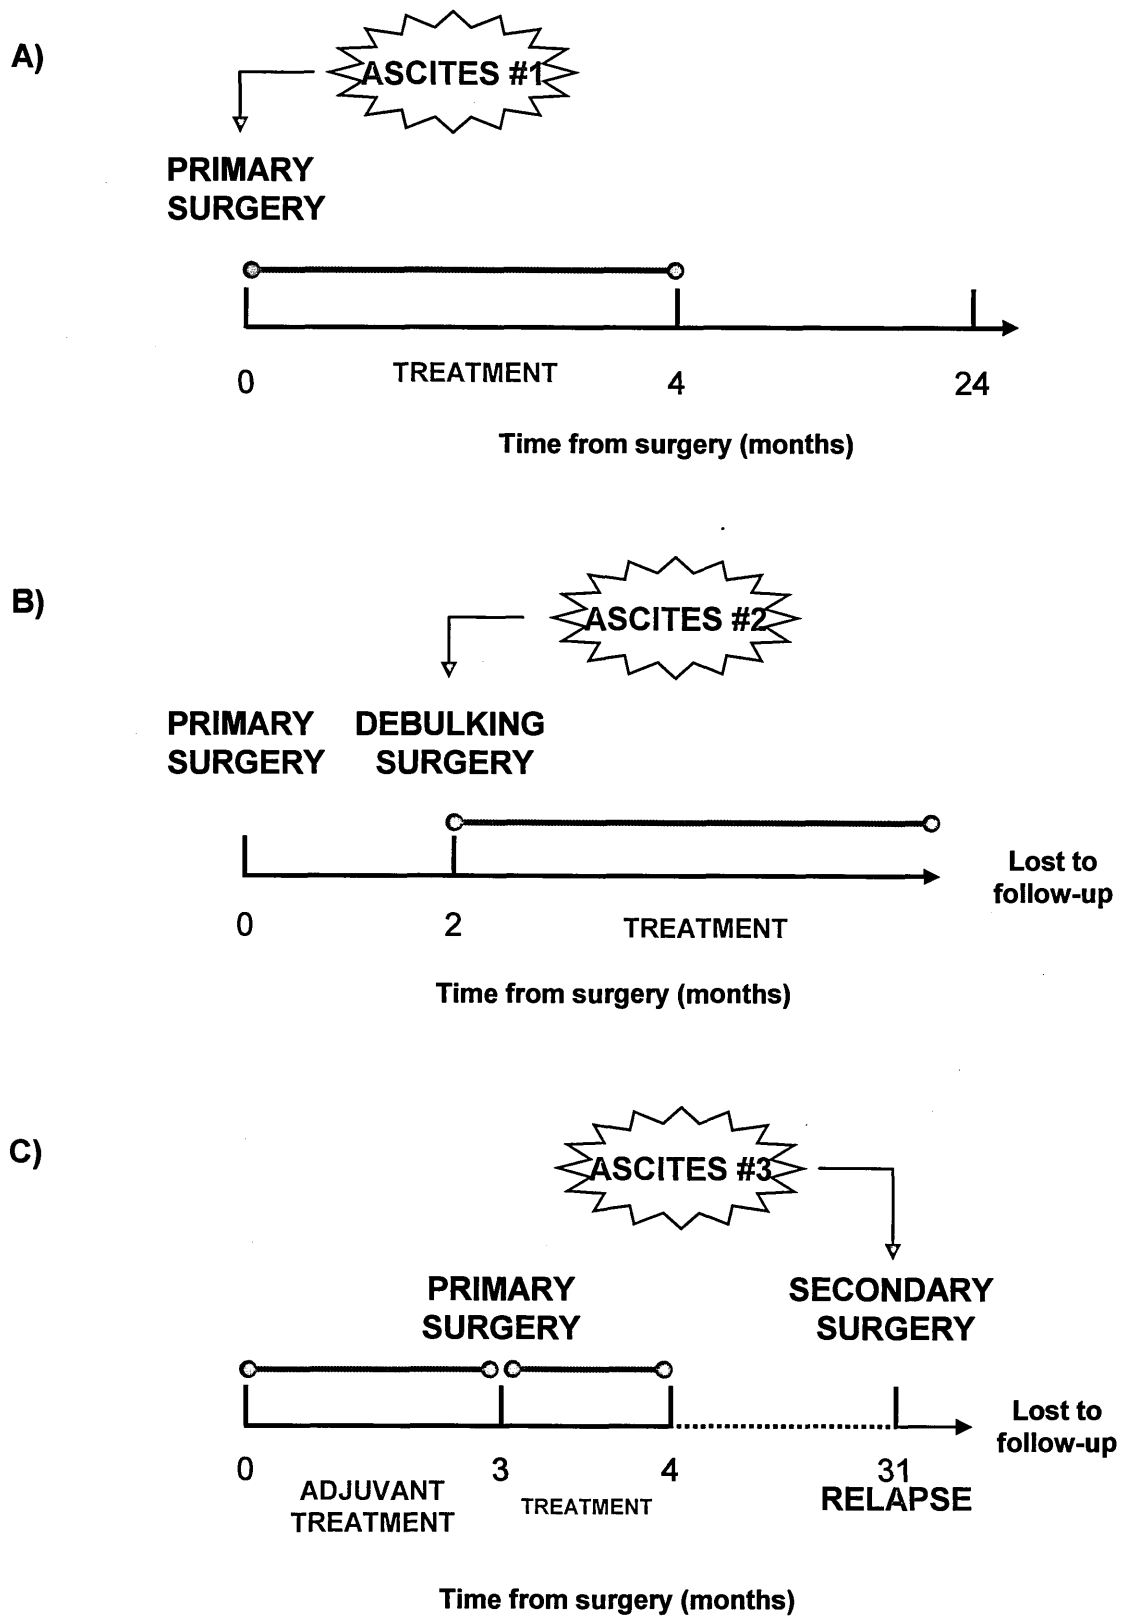 A)
ASCITES #1
PRIMARY
SURGERY
0
TREATMENT
4
24
Time from surgery (months)
B)
ASCITES #2
PRIMARY
SURGERY
DEBULKING
SURGERY
Lost to
follow-up
0
2
TREATMENT
Time from surgery (months)
C)
ASCITES #3
PRIMARY
SURGERY
SECONDARY
SURGERY
Lost to
follow-up
0
3
4
31
ADJUVANT
TREATMENT
TREATMENT
RELAPSE
Time from surgery (months)